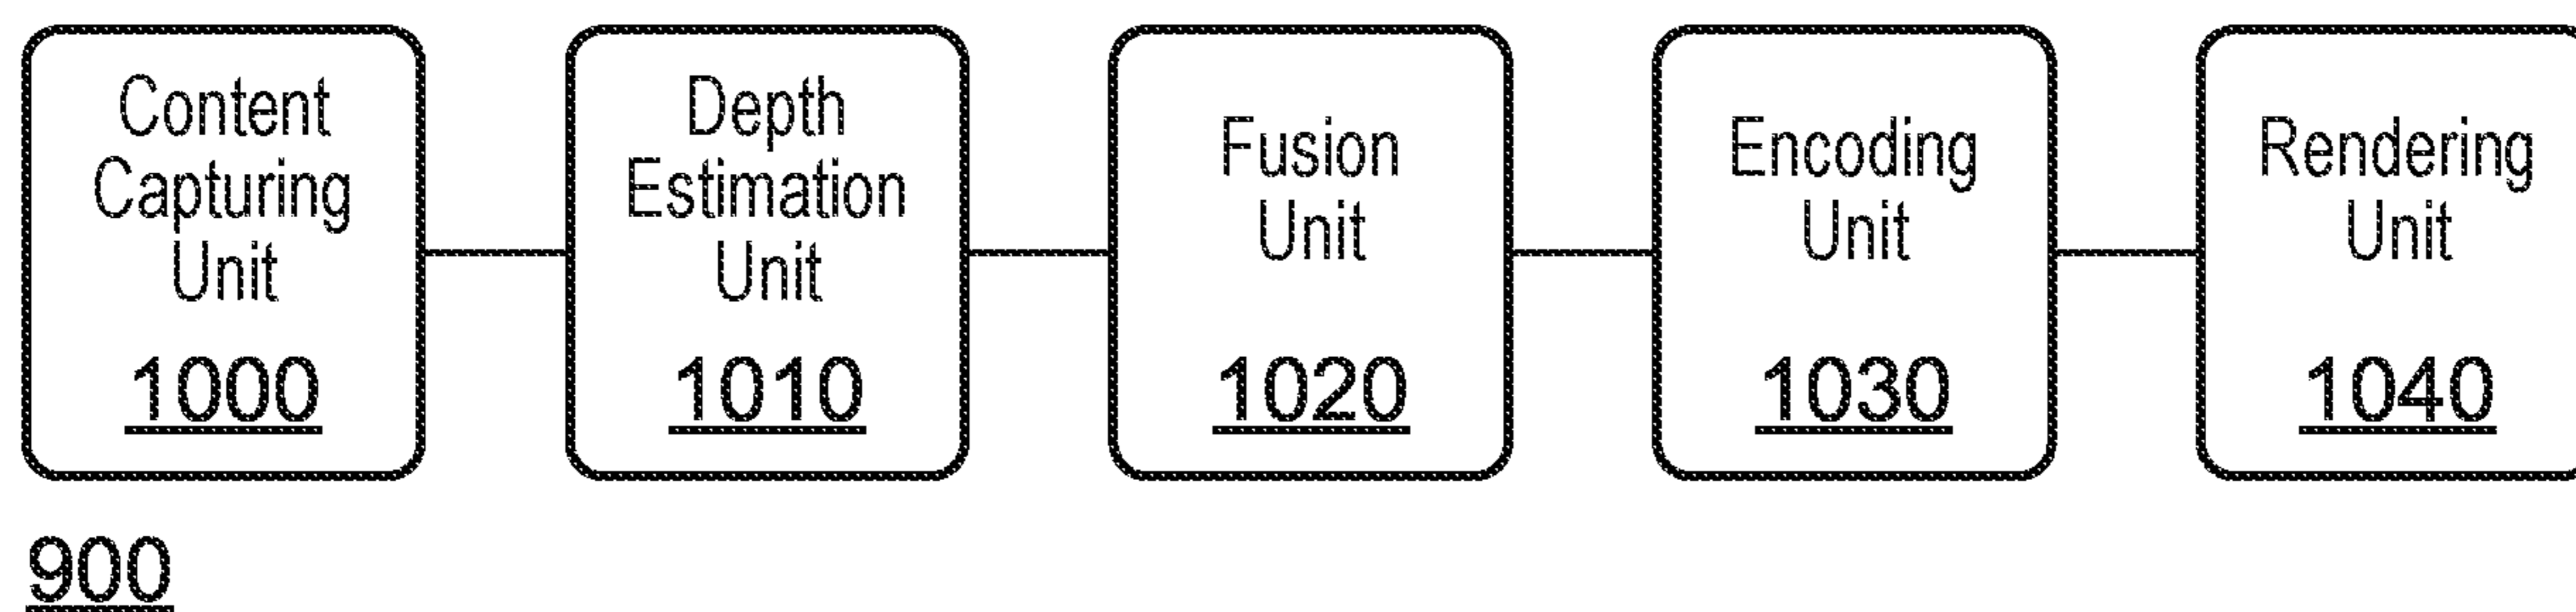 Content
Capturing
Unit
1000
Depth
Estimation
Unit
1010
Fusion
Unit
1020
Encoding
Unit
1030
Rendering
Unit
1040
900